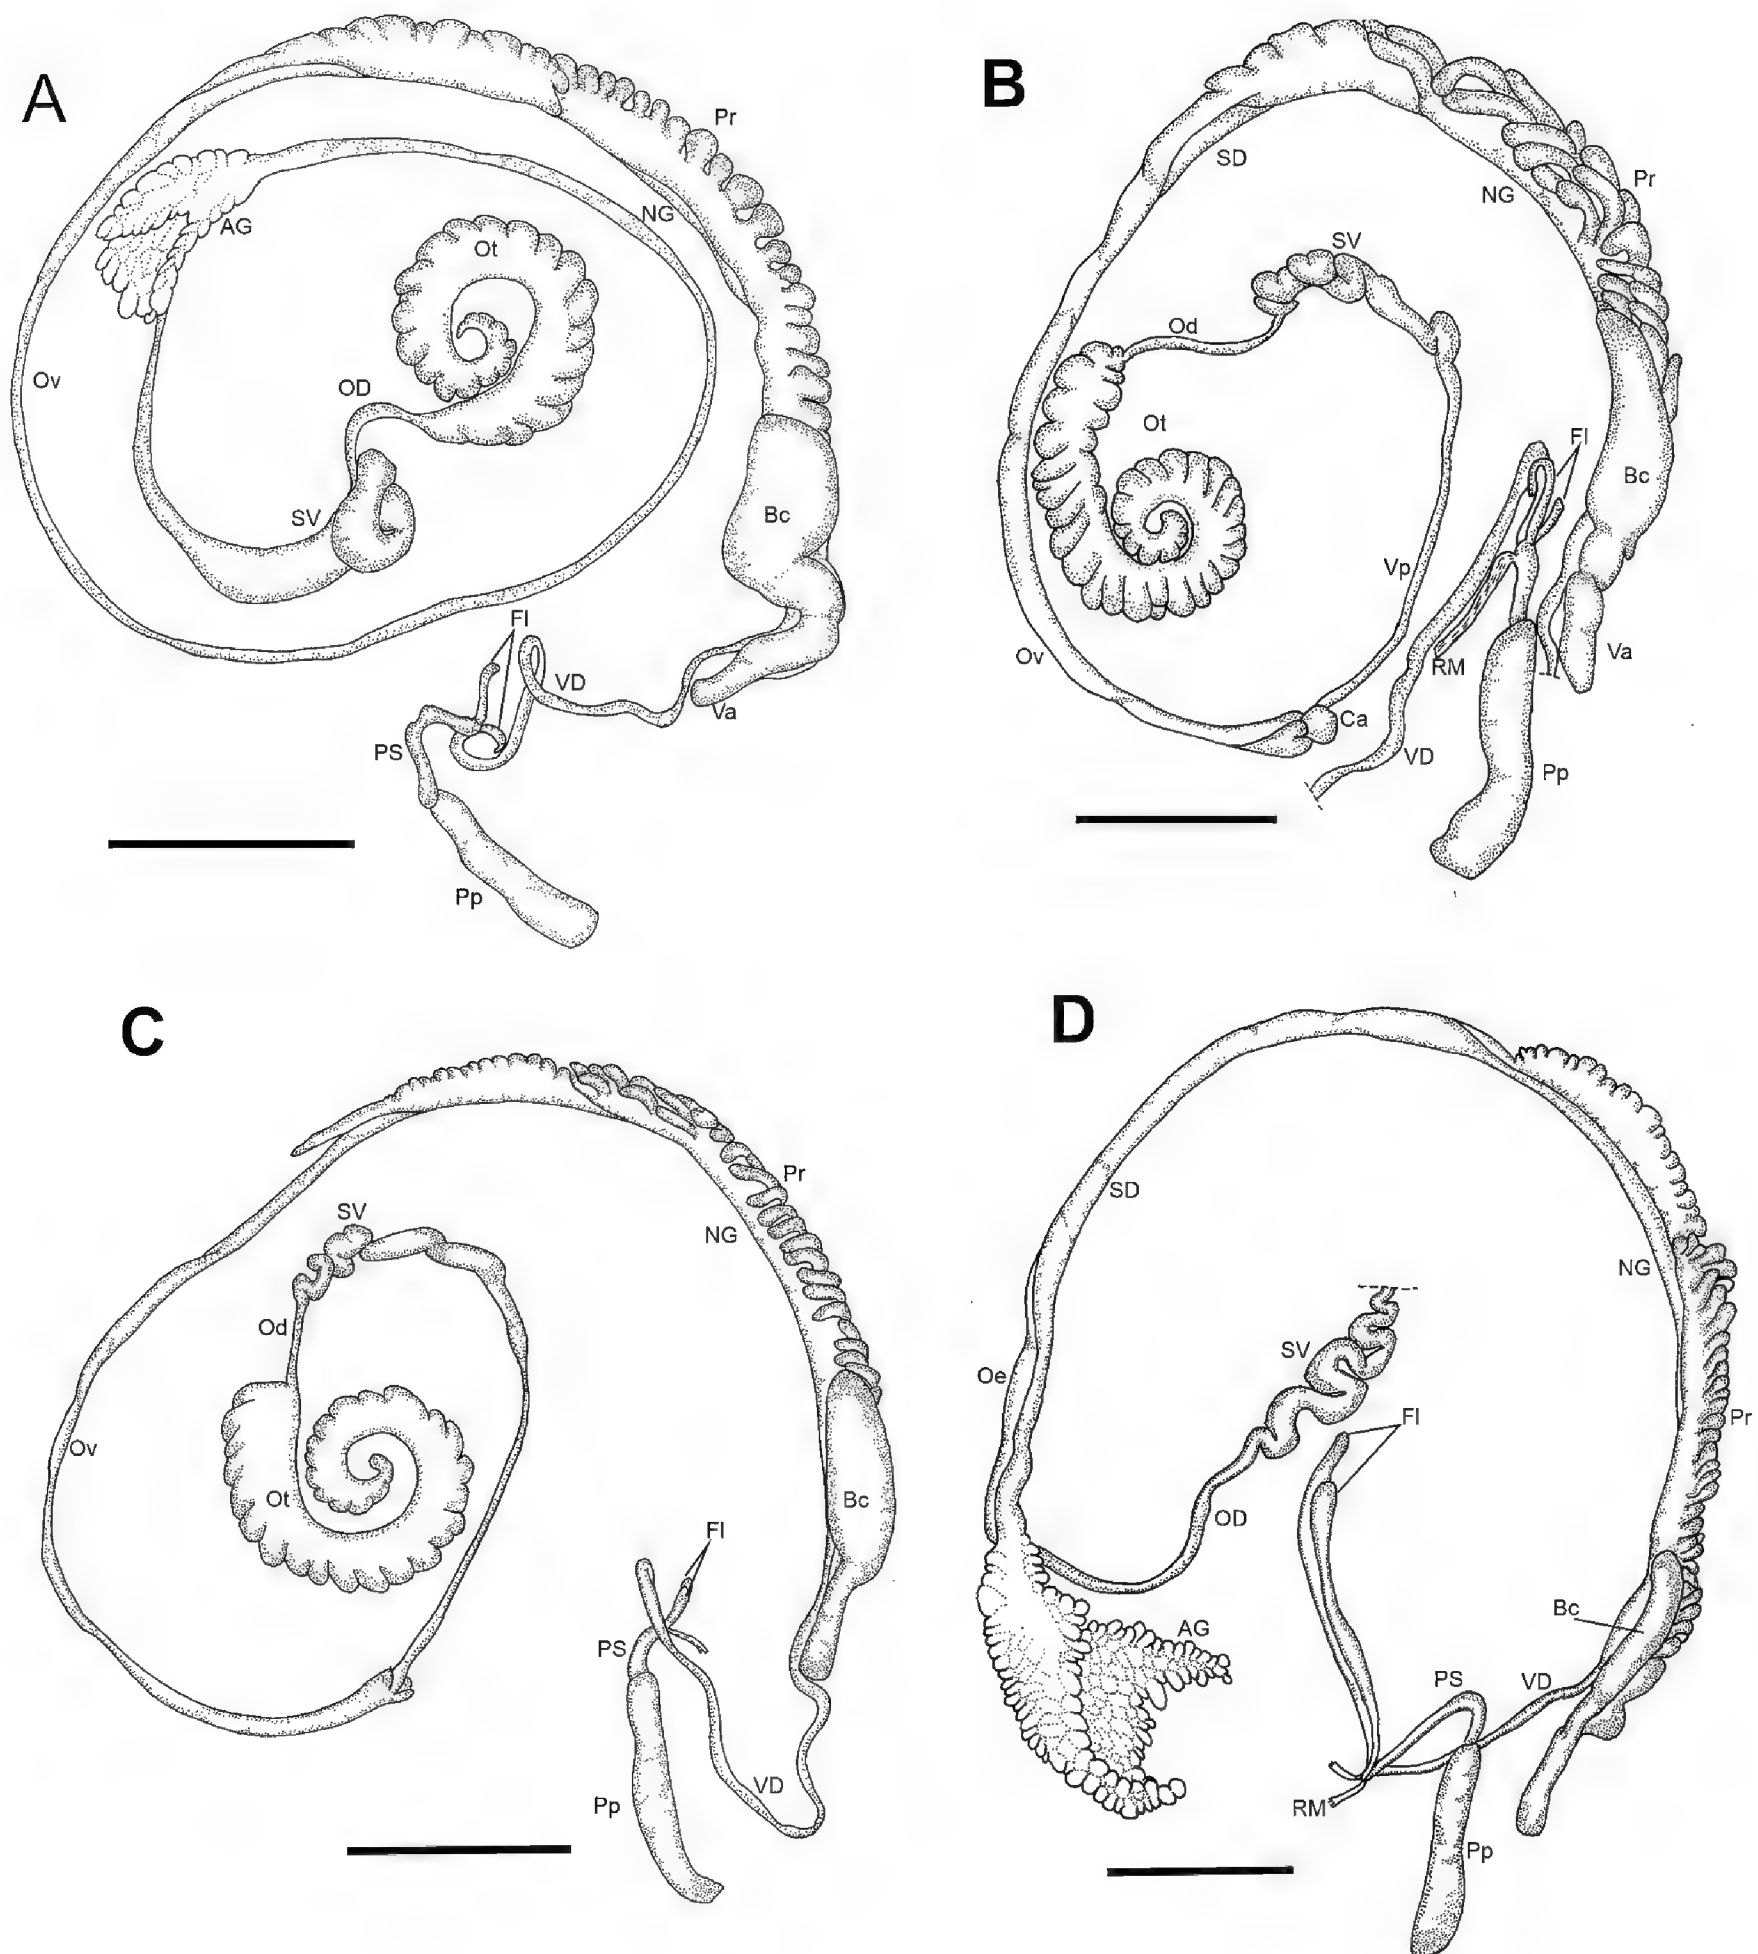 A
Pr
AG
NG
Ot
Ov
OD
SV
Bc
Fl
VD
Va
PS
Pp
B
SD
NG
Pr
SV
Od
Ot
Fl
Bc
Vp
Ov
RM
Va
Ca
VD
Pp
C
Pr
SV
NG
Od
Ov
Ot
Bc
Fl
PS
VD
Pp
D
SD
NG
SV
Oe
Fl
Pr
OD
Bc
AG
PS
VD
RM
Pp